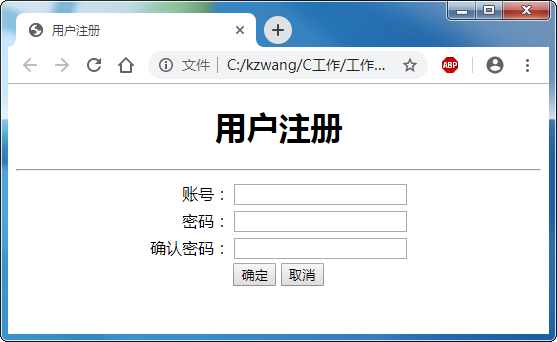 用户注册
文件 | C:/kzwang/C工作/工作...
ABP
用户注册
账号：
密码：
确认密码：
确定 取消